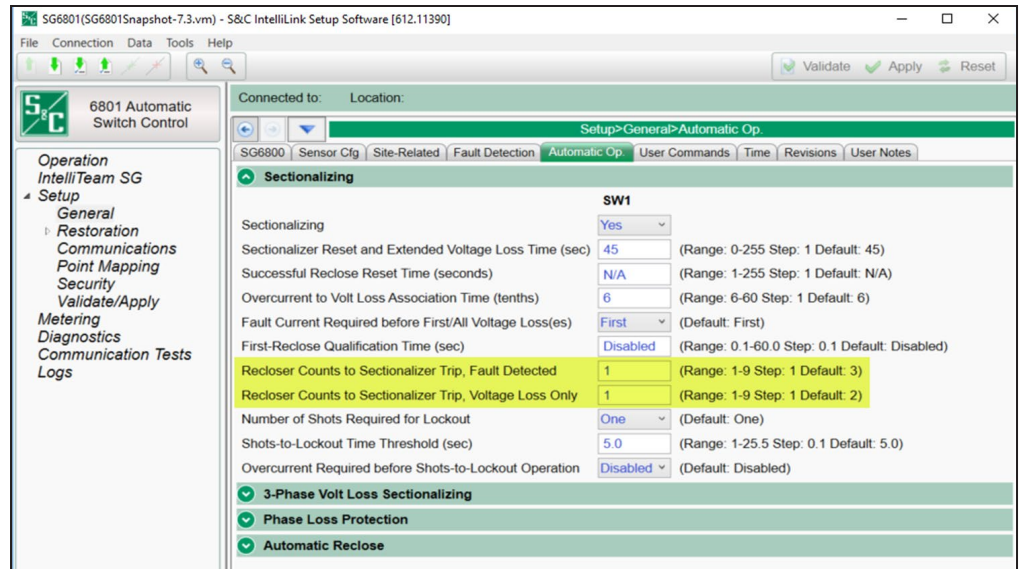 SG6801(SG6801Snapshot-7.3.vm) - S&C IntelliLink Setup Software [612.11390]
File Connection Data Tools Help
Validate Apply Reset
S&C
6801 Automatic
Switch Control
Connected to: Location:
Setup>General>Automatic Op.
SG6800 Sensor Cfg Site-Related Fault Detection Automatic Op. User Commands Time Revisions User Notes
Operation
IntelliTeam SG
Setup
General
Restoration
Communications
Point Mapping
Security
Validate/Apply
Metering
Diagnostics
Communication Tests
Logs
Sectionalizing
SW1
Sectionalizing Yes
Sectionalizer Reset and Extended Voltage Loss Time (sec) 45 (Range: 0-255 Step: 1 Default: 45)
Successful Reclose Reset Time (seconds) N/A (Range: 1-255 Step: 1 Default: N/A)
Overcurrent to Volt Loss Association Time (tenths) 6 (Range: 6-60 Step: 1 Default: 6)
Fault Current Required before First/All Voltage Loss(es) First (Default: First)
First-Reclose Qualification Time (sec) Disabled (Range: 0.1-60.0 Step: 0.1 Default: Disabled)
Recloser Counts to Sectionalizer Trip, Fault Detected 1 (Range: 1-9 Step: 1 Default: 3)
Recloser Counts to Sectionalizer Trip, Voltage Loss Only 1 (Range: 1-9 Step: 1 Default: 2)
Number of Shots Required for Lockout One (Default: One)
Shots-to-Lockout Time Threshold (sec) 5.0 (Range: 1-25.5 Step: 0.1 Default: 5.0)
Overcurrent Required before Shots-to-Lockout Operation Disabled (Default: Disabled)
3-Phase Volt Loss Sectionalizing
Phase Loss Protection
Automatic Reclose